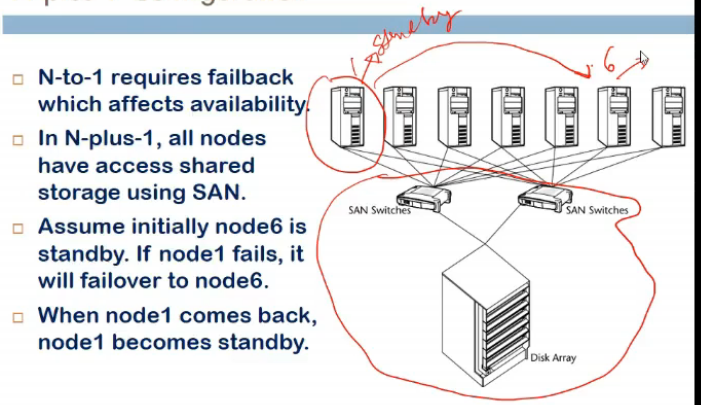 N-to-1 requires failback
which affects availability.
In N-plus-1, all nodes
have access shared
storage using SAN.
Assume initially node6 is
standby. If node1 fails, it
will failover to node6.
When node1 comes back,
node1 becomes standby.
Standby
6
SAN Switches
SAN Switches
Disk Array